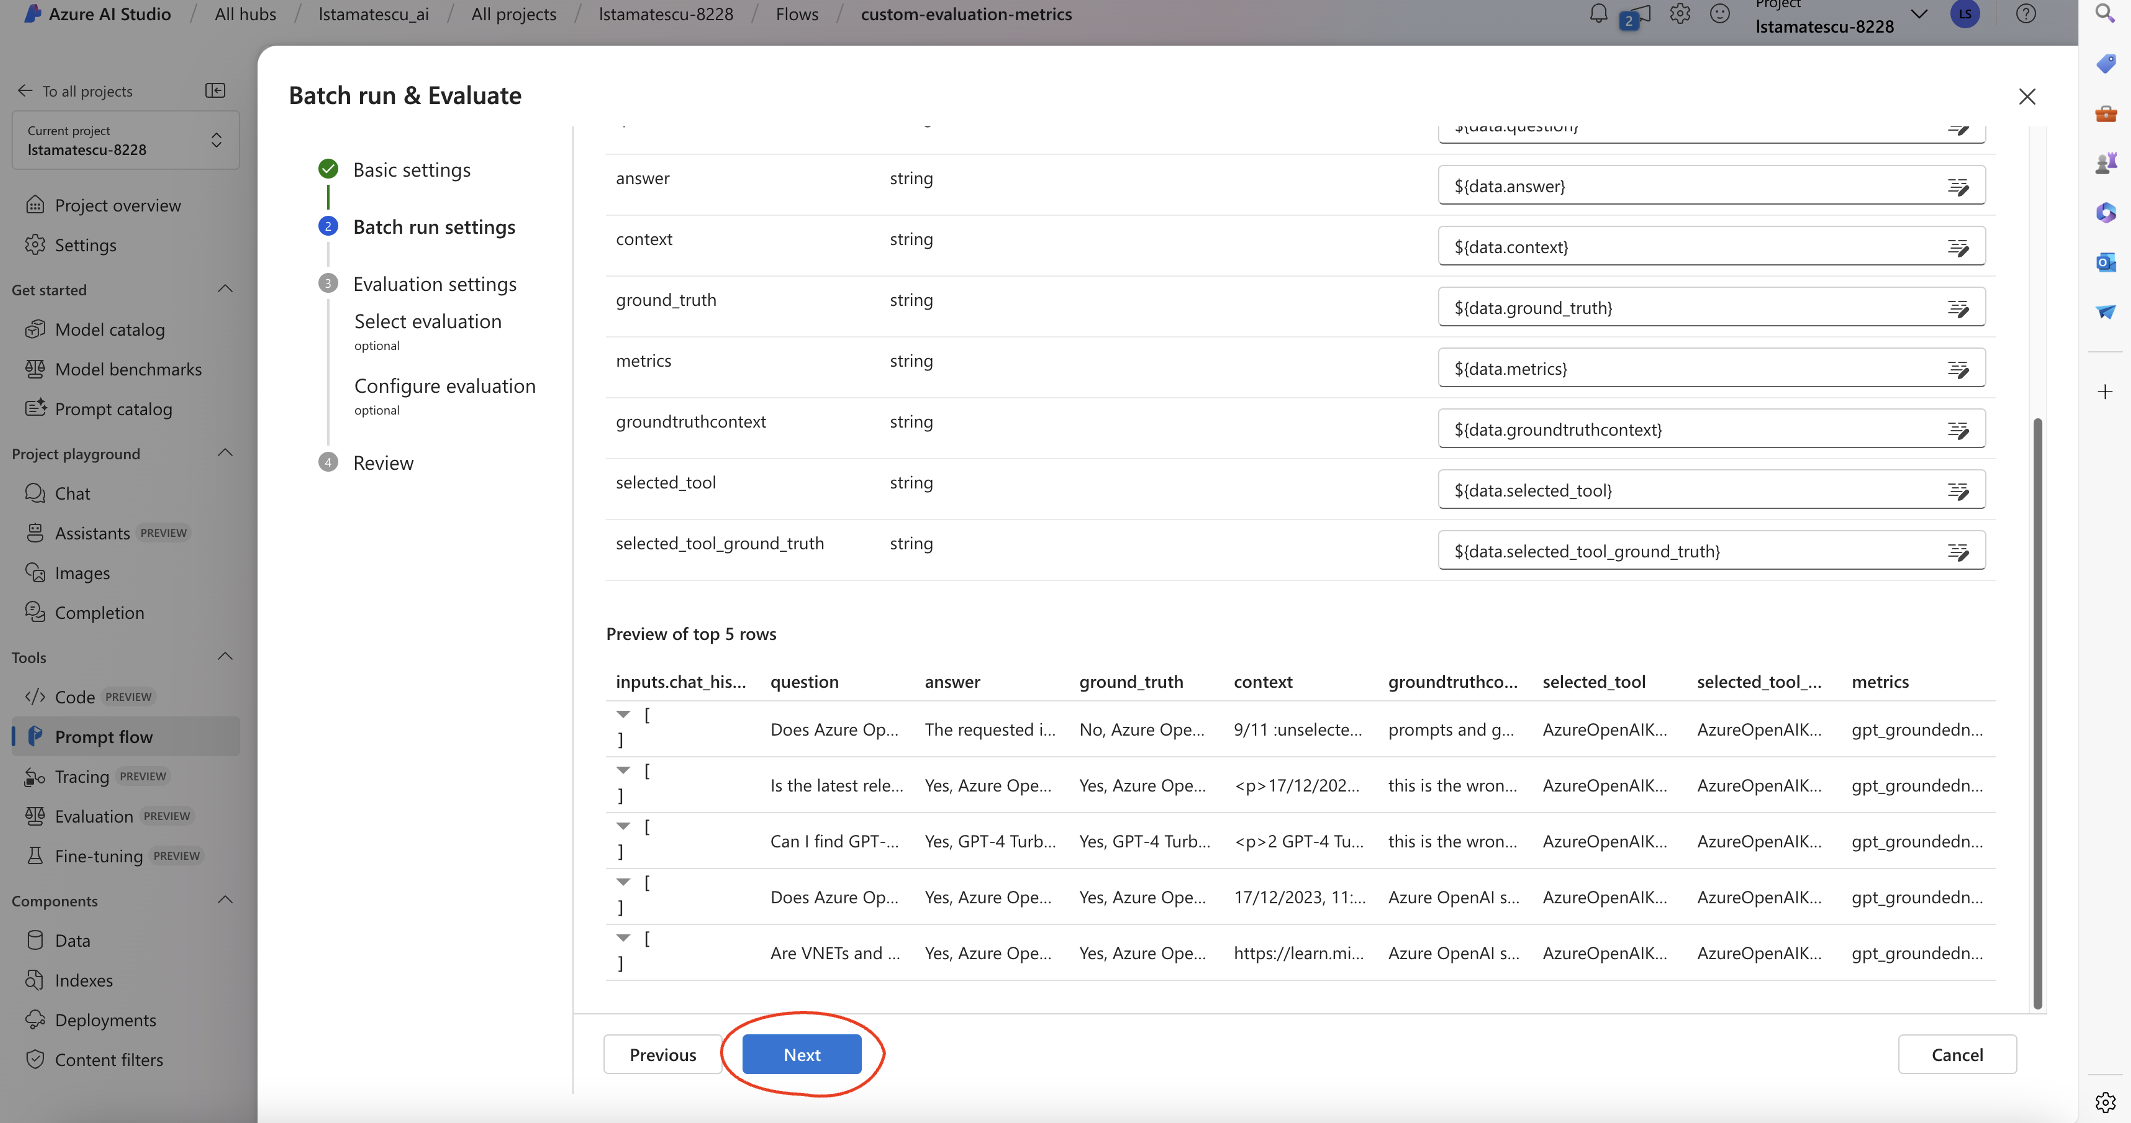 Azure AI Studio / All hubs / lstamatescu_ai / All projects / lstamatescu-8228 / Flows / custom-evaluation-metrics
2
Project
lstamatescu-8228
LS
To all projects
Current project
lstamatescu-8228
Project overview
Settings
Get started
Model catalog
Model benchmarks
Prompt catalog
Project playground
Chat
Assistants PREVIEW
Images
Completion
Tools
Code PREVIEW
Prompt flow
Tracing PREVIEW
Evaluation PREVIEW
Fine-tuning PREVIEW
Components
Data
Indexes
Deployments
Content filters
Batch run & Evaluate
Basic settings
2 Batch run settings
3 Evaluation settings
Select evaluation
optional
Configure evaluation
optional
4 Review
${data.question}
answer string ${data.answer}
context string ${data.context}
ground_truth string ${data.ground_truth}
metrics string ${data.metrics}
groundtruthcontext string ${data.groundtruthcontext}
selected_tool string ${data.selected_tool}
selected_tool_ground_truth string ${data.selected_tool_ground_truth}
Preview of top 5 rows
inputs.chat_his... question answer ground_truth context groundtruthco... selected_tool selected_tool_... metrics
[
] Does Azure Op... The requested i... No, Azure Ope... 9/11 :unselecte... prompts and g... AzureOpenAIK... AzureOpenAIK... gpt_groundedn...
[
] Is the latest rele... Yes, Azure Ope... Yes, Azure Ope... <p>17/12/202... this is the wron... AzureOpenAIK... AzureOpenAIK... gpt_groundedn...
[
] Can I find GPT-... Yes, GPT-4 Turb... Yes, GPT-4 Turb... <p>2 GPT-4 Tu... this is the wron... AzureOpenAIK... AzureOpenAIK... gpt_groundedn...
[
] Does Azure Op... Yes, Azure Ope... Yes, Azure Ope... 17/12/2023, 11:... Azure OpenAI s... AzureOpenAIK... AzureOpenAIK... gpt_groundedn...
[
] Are VNETs and ... Yes, Azure Ope... Yes, Azure Ope... https://learn.mi... Azure OpenAI s... AzureOpenAIK... AzureOpenAIK... gpt_groundedn...
Previous Next Cancel